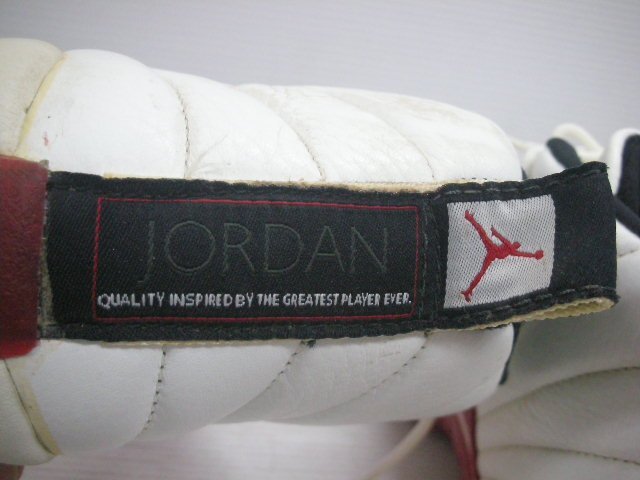 JORDAN
QUALITY INSPIRED BY THE GREATEST PLAYER EVER.